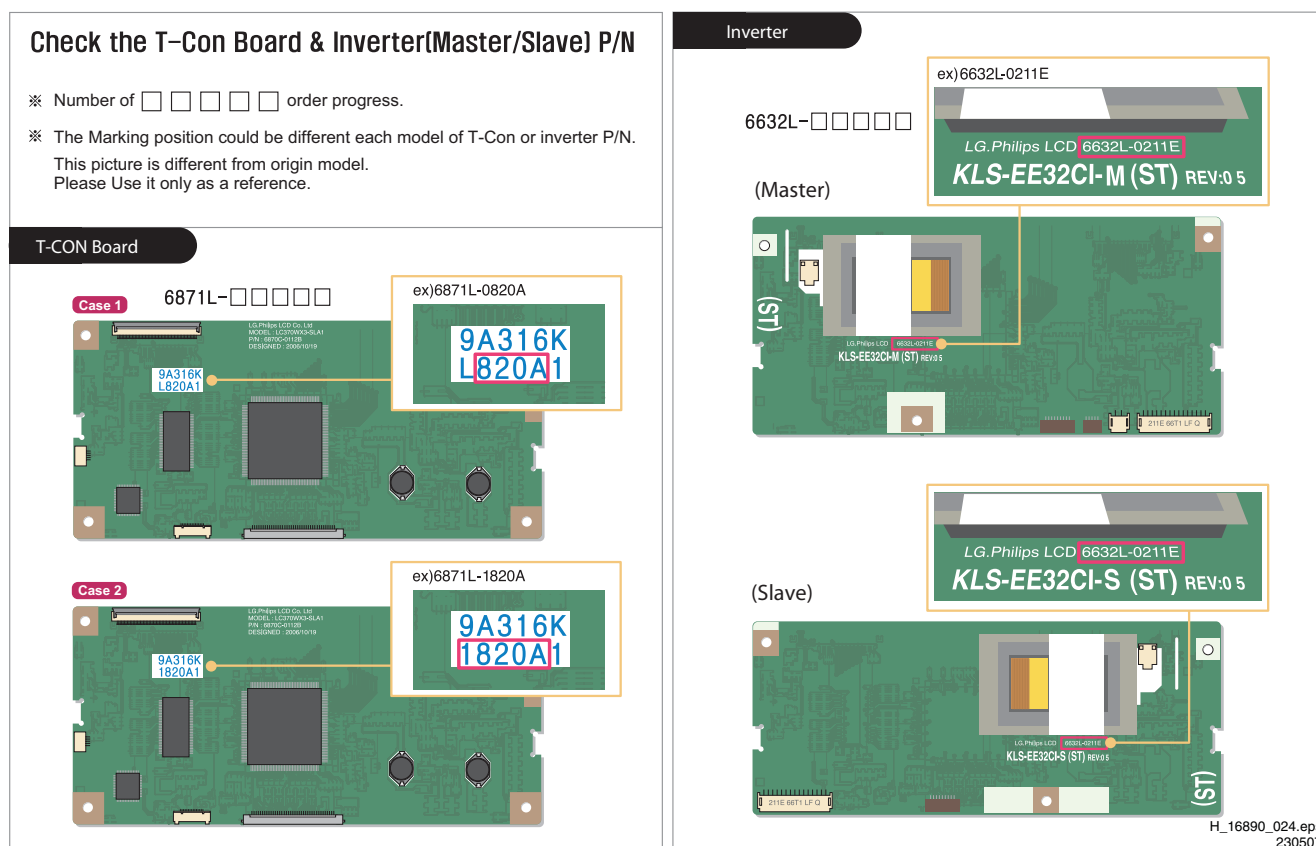 Check the T-Con Board & Inverter(Master/Slave) P/N
※ Number of □ □ □ □ □ order progress.
※ The Marking position could be different each model of T-Con or inverter P/N.
This picture is different from origin model.
Please Use it only as a reference.
T-CON Board
Case 1
6871L-□□□□□
ex)6871L-0820A
9A316K
L820A1
LG.Philips LCD Co. Ltd
MODEL : LC370WX3-SLA1
P/N : 6870C-0112B
DESIGNED : 2006/10/19
9A316K
L820A1
Case 2
ex)6871L-1820A
9A316K
1820A1
LG.Philips LCD Co. Ltd
MODEL : LC370WX3-SLA1
P/N : 6870C-0112B
DESIGNED : 2006/10/19
9A316K
1820A1
Inverter
6632L-□□□□□
ex)6632L-0211E
LG.Philips LCD 6632L-0211E
KLS-EE32CI-M (ST) REV:0 5
(Master)
(ST)
LG.Philips LCD 6632L-0211E
KLS-EE32CI-M (ST) REV:0 5
211E 66T1 LF Q
LG.Philips LCD 6632L-0211E
KLS-EE32CI-S (ST) REV:0 5
(Slave)
LG.Philips LCD 6632L-0211E
KLS-EE32CI-S (ST) REV:0 5
(ST)
211E 66T1 LF Q
H_16890_024.ep
23050